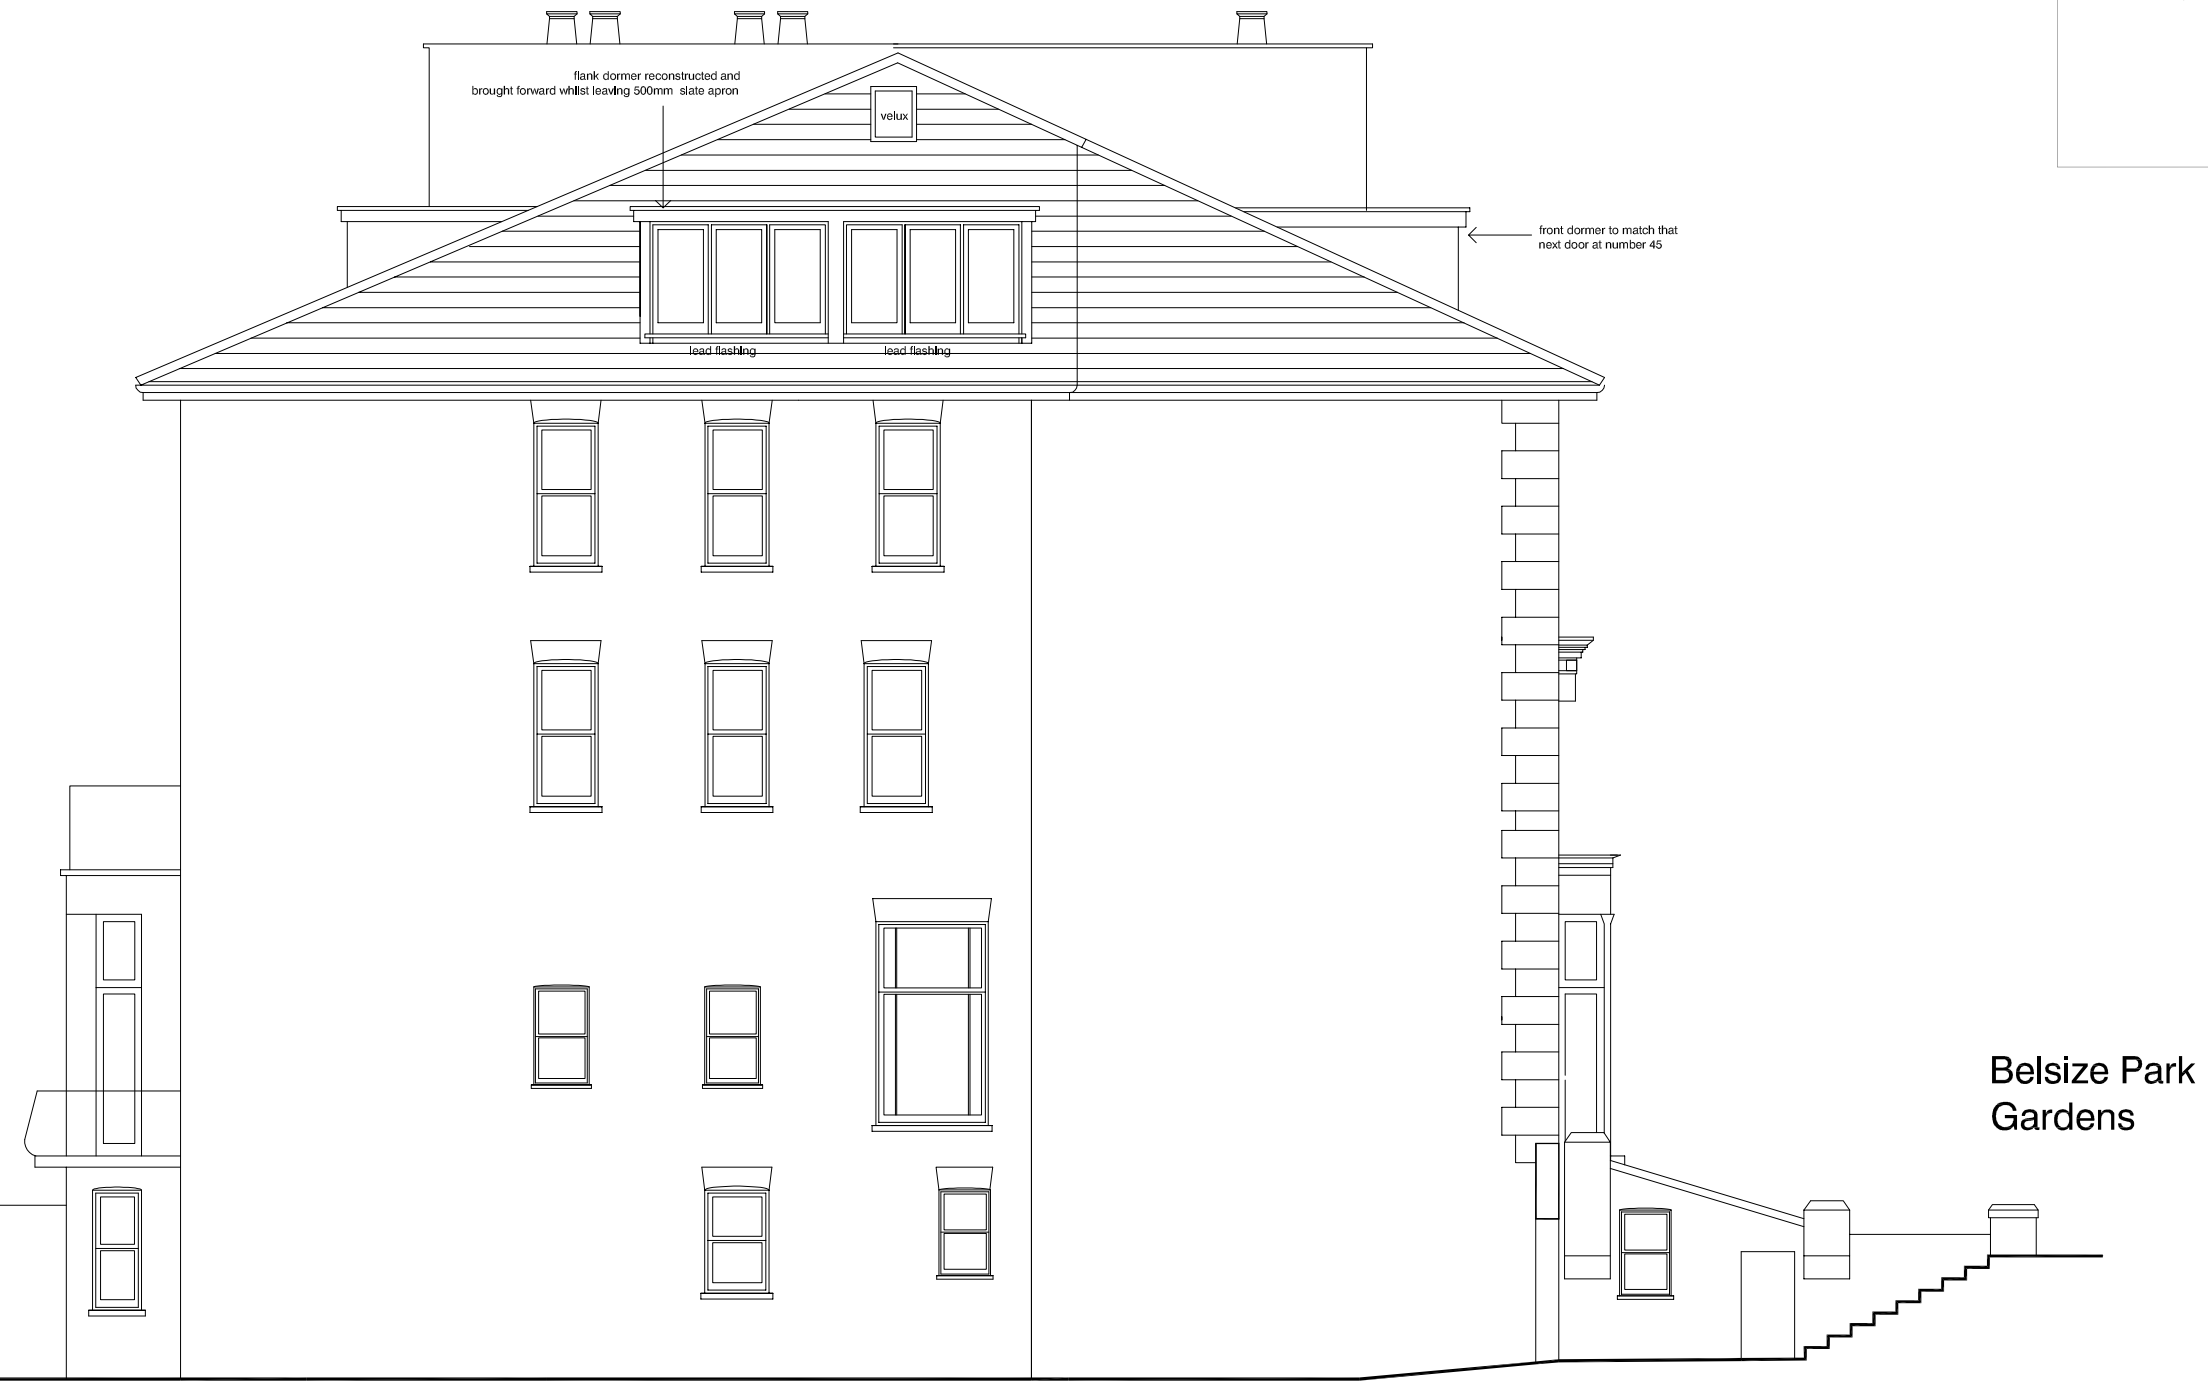 flank dormer reconstructed and
brought forward whilst leaving 500mm slate apron
velux
front dormer to match that
next door at number 45
lead flashing
lead flashing
Belsize Park
Gardens